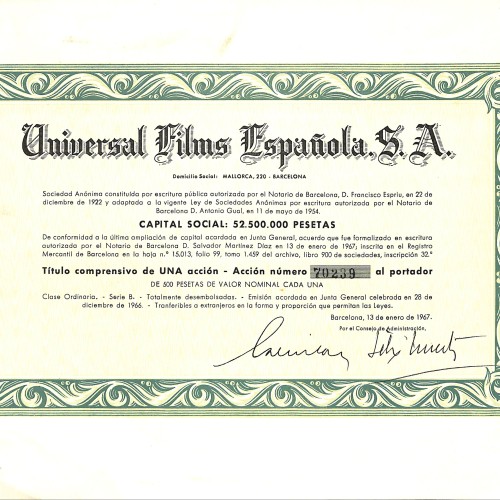 Universal Films Española, S. A.
Domicilio Social: MALLORCA, 220 - BARCELONA
Sociedad Anónima constituída por escritura pública autorizada por el Notario de Barcelona, D. Francisco Espriu, en 22 de
diciembre de 1922 y adaptado a la vigente Ley de Sociedades Anónimas por escritura autorizada por el Notario de
Barcelona D. Antonio Gual, en 11 de mayo de 1954.
CAPITAL SOCIAL: 52.500.000 PESETAS
De conformidad a la última ampliación de capital acordada en Junta General, acuerdo que fue formalizado en escritura
autorizada por el Notario de Barcelona D. Salvador Martínez Díaz en 13 de enero de 1967; inscrita en el Registro
Mercantil de Barcelona en la hoja n.º 15.013, folio 99, tomo 1.459 del archivo, libro 900 de sociedades, inscripción 32.ª
Título comprensivo de UNA acción - Acción número 70239 al portador
DE 500 PESETAS DE VALOR NOMINAL CADA UNA
Clase Ordinaria. - Serie B. - Totalmente desembolsadas. - Emisión acordada en Junta General celebrada en 28 de
diciembre de 1966. - Tranferibles a extranjeros en la forma y proporción que permitan las Leyes.
Barcelona, 13 de enero de 1967.
Por el Consejo de Administración,